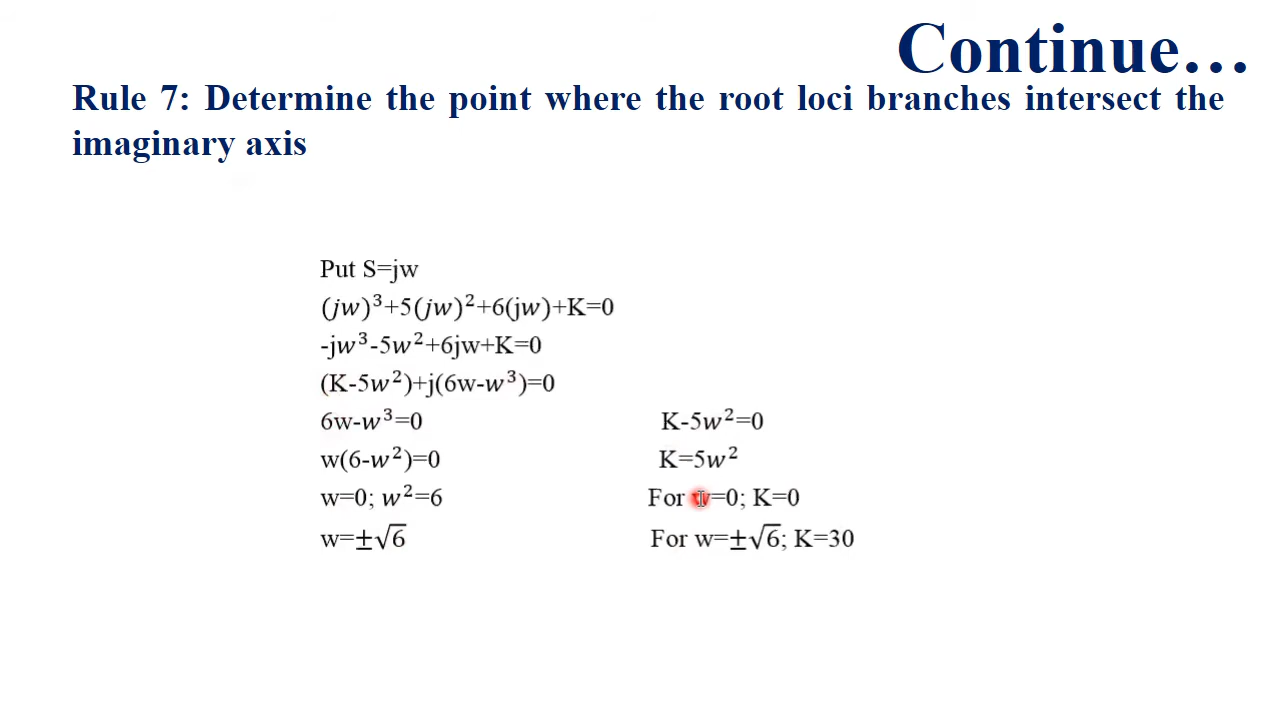 Continue…
Rule 7: Determine the point where the root loci branches intersect the
imaginary axis
Put S=jw
(jw)³+5(jw)²+6(jw)+K=0
-jw³-5w²+6jw+K=0
(K-5w²)+j(6w-w³)=0
6w-w³=0 K-5w²=0
w(6-w²)=0 K=5w²
w=0; w²=6 For w=0; K=0
w=±√6 For w=±√6; K=30